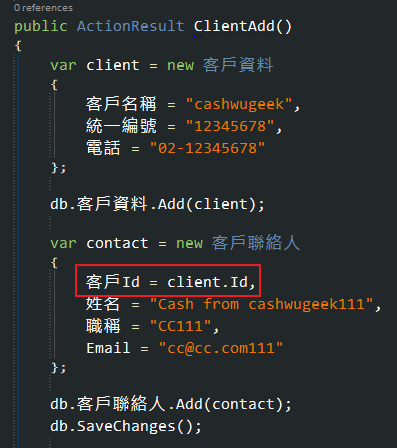 0 references
public ActionResult ClientAdd()
{
var client = new 客戶資料
{
客戶名稱 = "cashwugeek",
統一編號 = "12345678",
電話 = "02-12345678"
};
db.客戶資料.Add(client);
var contact = new 客戶聯絡人
{
客戶Id = client.Id,
姓名 = "Cash from cashwugeek111",
職稱 = "CC111",
Email = "cc@cc.com111"
};
db.客戶聯絡人.Add(contact);
db.SaveChanges();